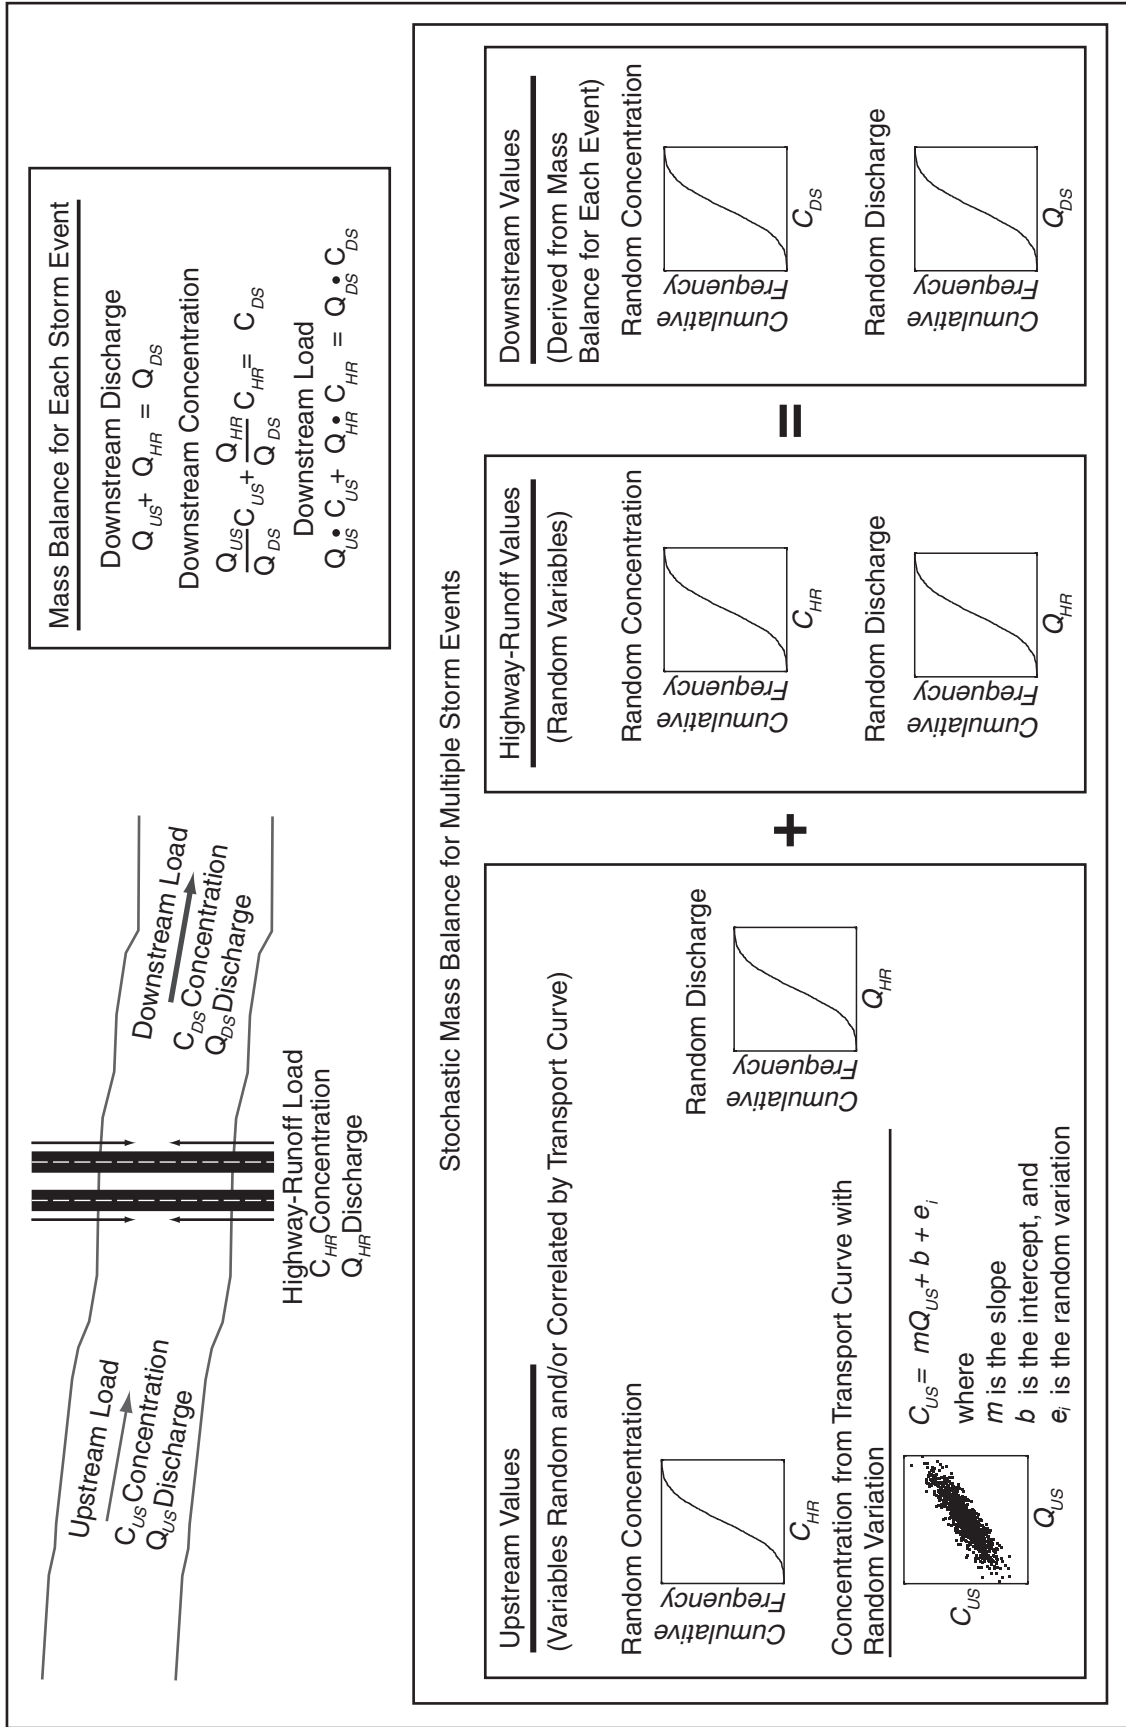 Upstream Load
C_US Concentration
Q_US Discharge
Highway-Runoff Load
C_HR Concentration
Q_HR Discharge
Downstream Load
C_DS Concentration
Q_DS Discharge
Mass Balance for Each Storm Event
Downstream Discharge
Q_US + Q_HR = Q_DS
Downstream Concentration
Q_US/Q_DS C_US + Q_HR/Q_DS C_HR = C_DS
Downstream Load
Q_US • C_US + Q_HR • C_HR = Q_DS • C_DS
Stochastic Mass Balance for Multiple Storm Events
Upstream Values
(Variables Random and/or Correlated by Transport Curve)
Random Concentration
Cumulative
Frequency
C_HR
Random Discharge
Cumulative
Frequency
Q_HR
Concentration from Transport Curve with
Random Variation
C_US
Q_US
C_US = mQ_US + b + e_i
where
m is the slope
b is the intercept, and
e_i is the random variation
+
Highway-Runoff Values
(Random Variables)
Random Concentration
Cumulative
Frequency
C_HR
Random Discharge
Cumulative
Frequency
Q_HR
=
Downstream Values
(Derived from Mass
Balance for Each Event)
Random Concentration
Cumulative
Frequency
C_DS
Random Discharge
Cumulative
Frequency
Q_DS